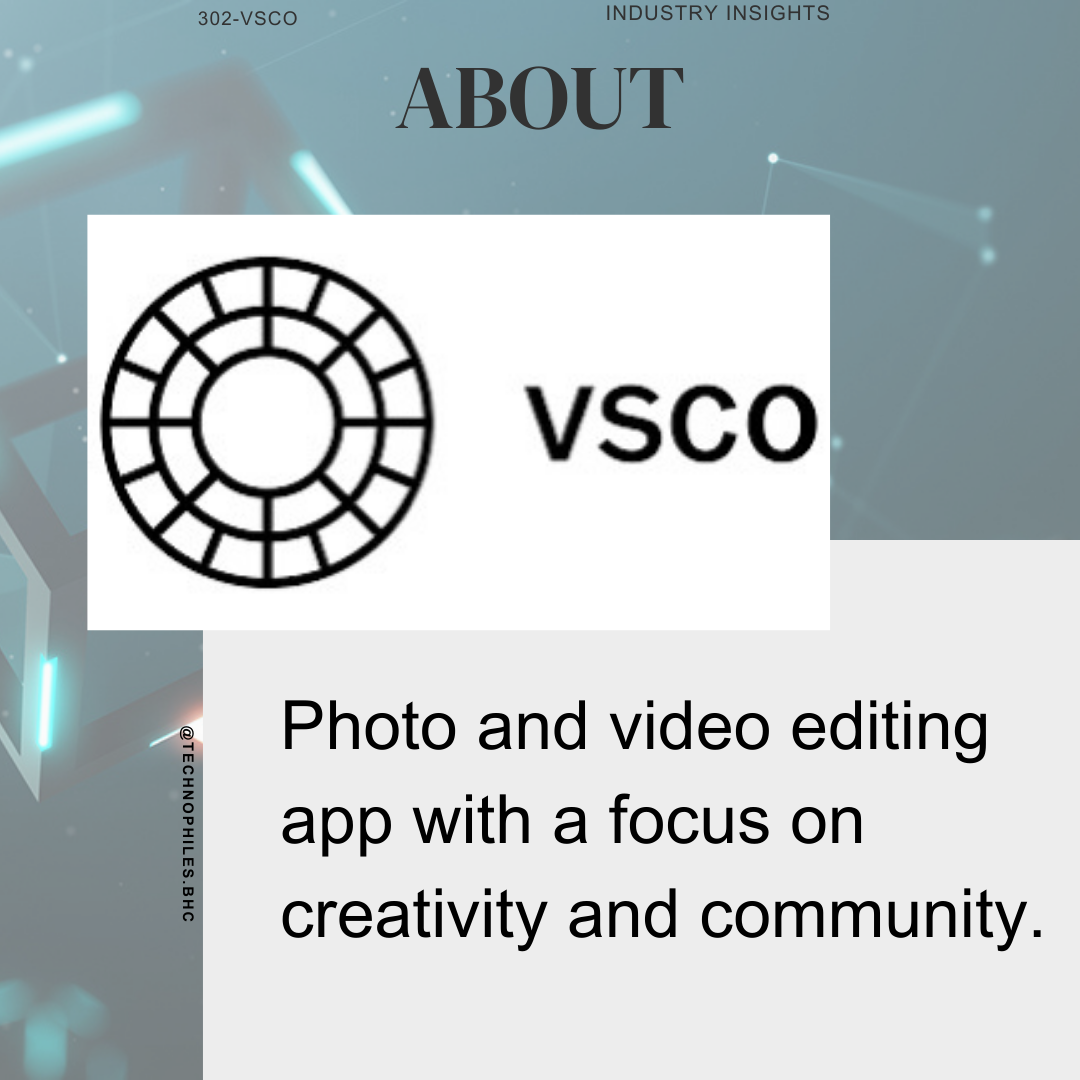 302-VSCO
INDUSTRY INSIGHTS
ABOUT
VSCO
Photo and video editing
app with a focus on
creativity and community.
@TECHNOPHILES.BHC